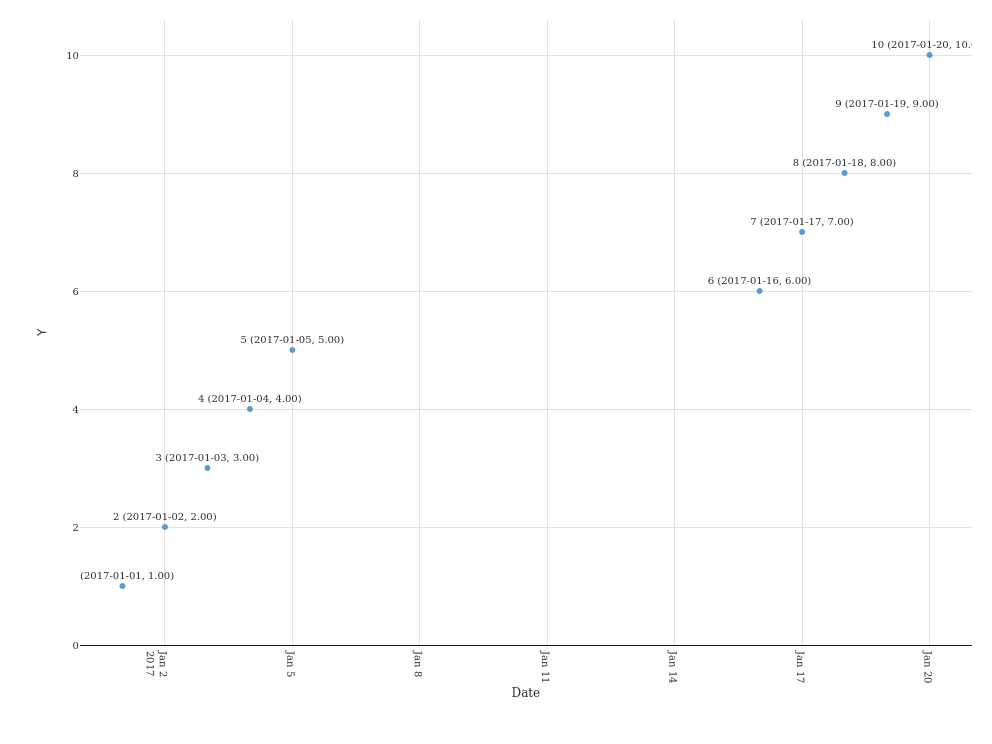 10 (2017-01-20, 10.
10
9 (2017-01-19, 9.00)
8 (2017-01-18, 8.00)
8
7 (2017-01-17, 7.00)
6 (2017-01-16, 6.00)
6
Y
5 (2017-01-05, 5.00)
4 (2017-01-04, 4.00)
4
3 (2017-01-03, 3.00)
2 (2017-01-02, 2.00)
2
(2017-01-01, 1.00)
0
Jan 2
2017
Jan 5
Jan 8
Jan 11
Jan 14
Jan 17
Jan 20
Date